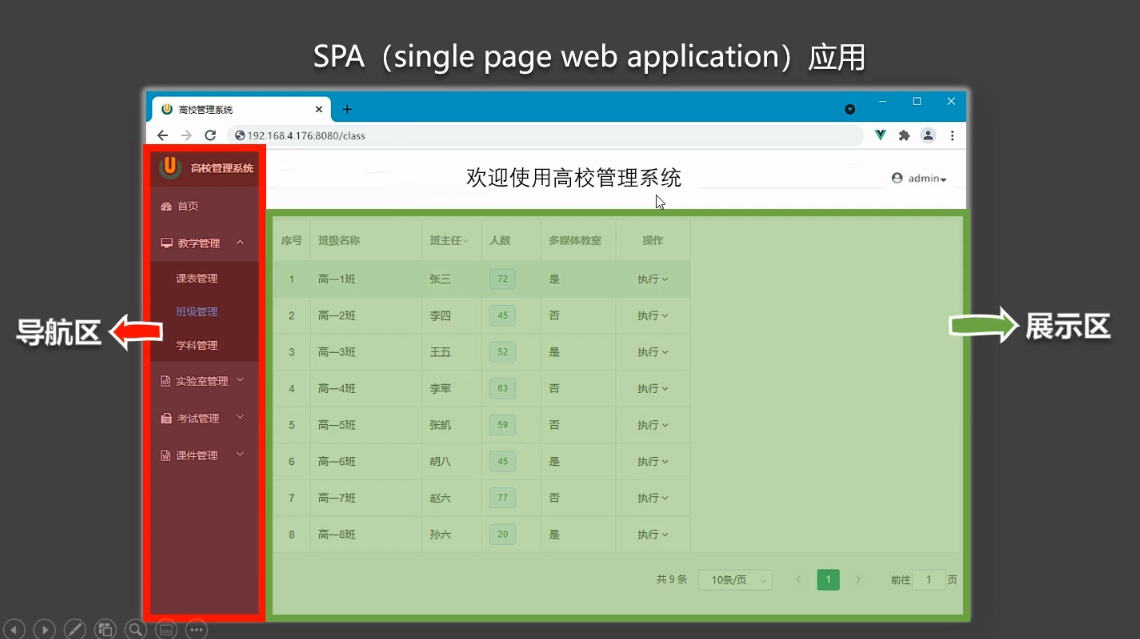 SPA（single page web application）应用
高校管理系统
192.168.4.176:8080/class
高校管理系统
欢迎使用高校管理系统
admin
首页
教学管理
课表管理
班级管理
学科管理
实验室管理
考试管理
课件管理
导航区
展示区
序号 班级名称 班主任 人数 多媒体教室 操作
1 高一1班 张三 72 是 执行
2 高一2班 李四 45 否 执行
3 高一3班 王五 52 是 执行
4 高一4班 李军 63 否 执行
5 高一5班 张凯 59 否 执行
6 高一6班 胡八 45 是 执行
7 高一7班 赵六 77 否 执行
8 高一8班 孙六 20 是 执行
共 9 条 10条/页 1 前往 1 页